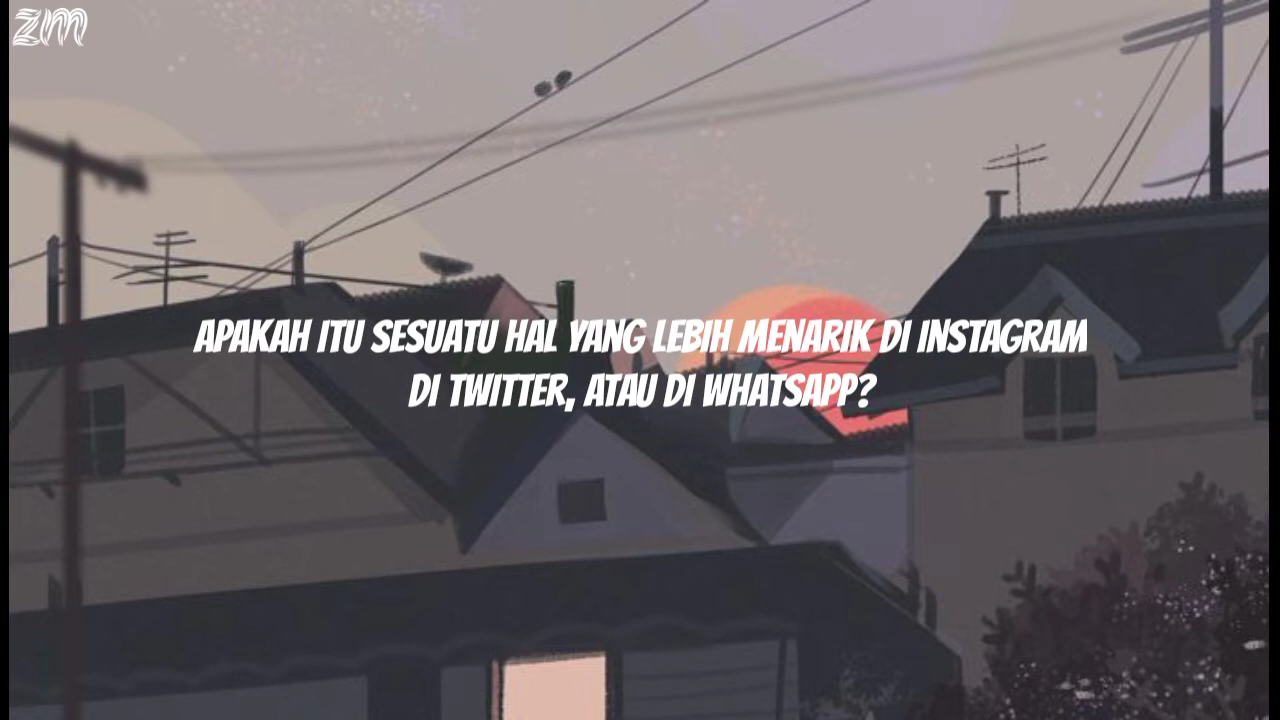 ZM
APAKAH ITU SESUATU HAL YANG LEBIH MENARIK DI INSTAGRAM
DI TWITTER, ATAU DI WHATSAPP?